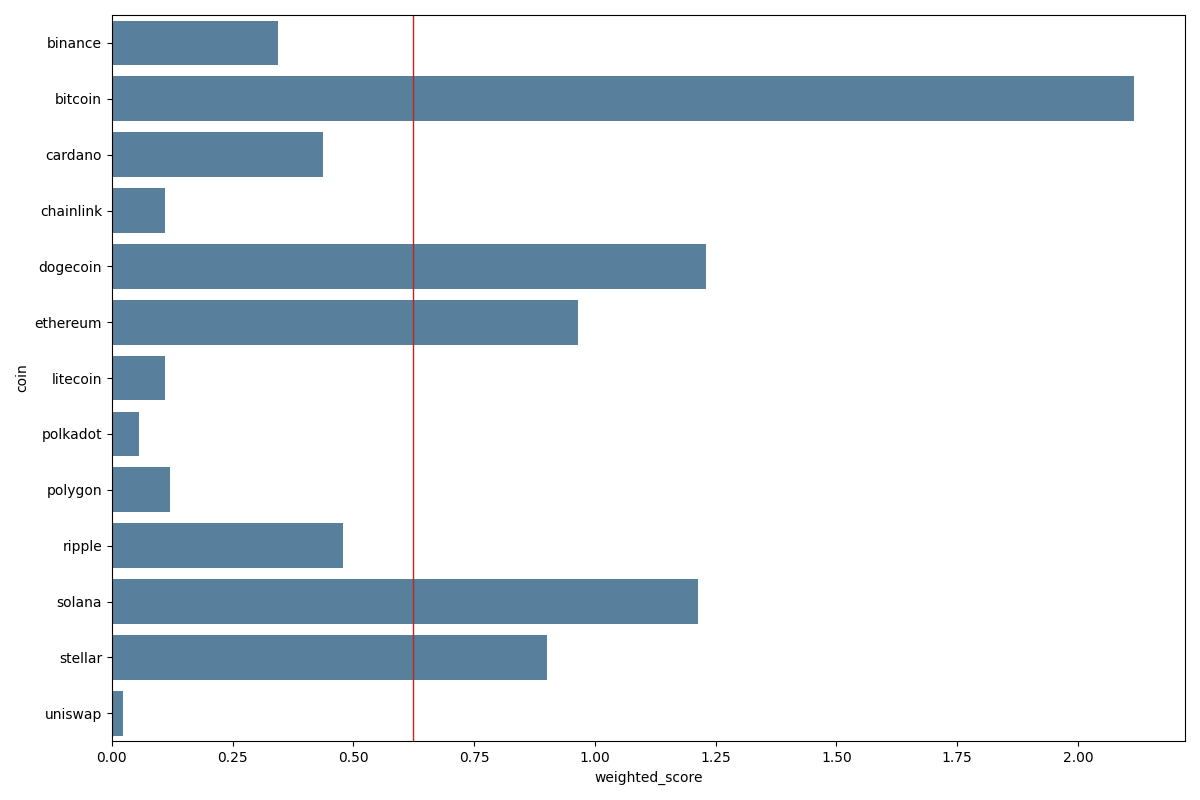 binance
bitcoin
cardano
chainlink
dogecoin
ethereum
litecoin
polkadot
polygon
ripple
solana
stellar
uniswap
coin
0.00 0.25 0.50 0.75 1.00 1.25 1.50 1.75 2.00
weighted_score